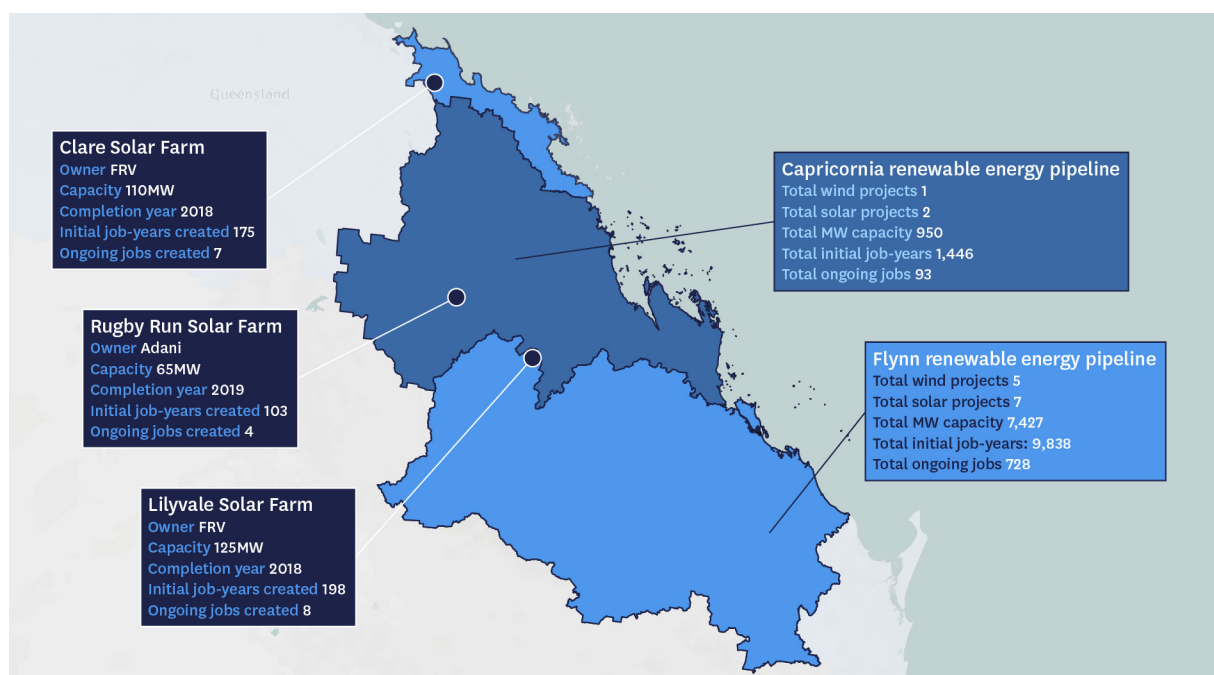 Queensland
Clare Solar Farm
Owner FRV
Capacity 110MW
Completion year 2018
Initial job-years created 175
Ongoing jobs created 7
Rugby Run Solar Farm
Owner Adani
Capacity 65MW
Completion year 2019
Initial job-years created 103
Ongoing jobs created 4
Lilyvale Solar Farm
Owner FRV
Capacity 125MW
Completion year 2018
Initial job-years created 198
Ongoing jobs created 8
Capricornia renewable energy pipeline
Total wind projects 1
Total solar projects 2
Total MW capacity 950
Total initial job-years 1,446
Total ongoing jobs 93
Flynn renewable energy pipeline
Total wind projects 5
Total solar projects 7
Total MW capacity 7,427
Total initial job-years: 9,838
Total ongoing jobs 728